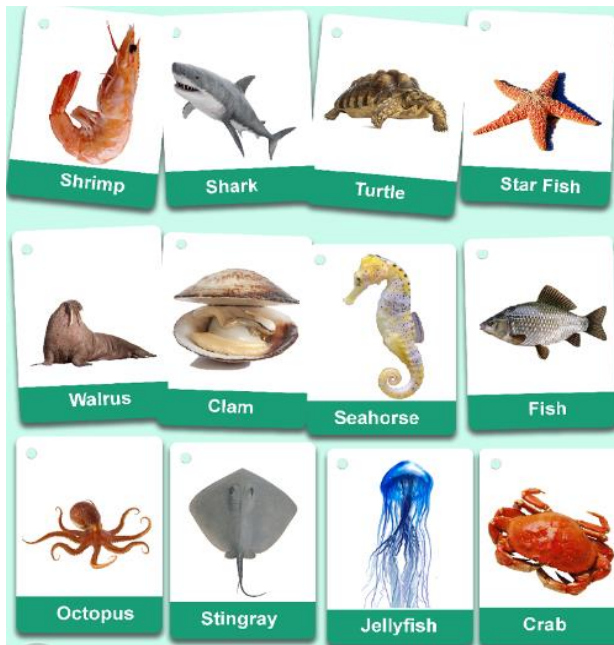 Shrimp
Shark
Turtle
Star Fish
Walrus
Clam
Seahorse
Fish
Octopus
Stingray
Jellyfish
Crab